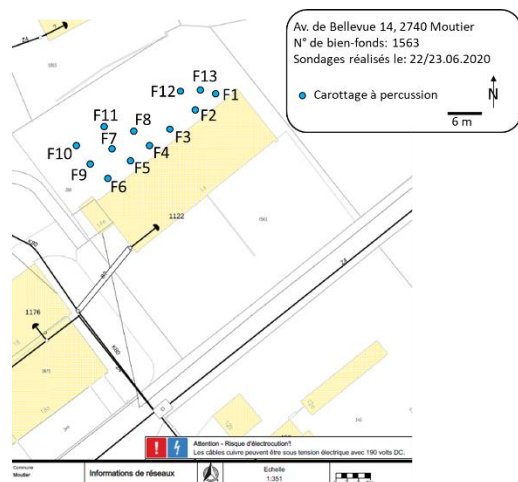 Av. de Bellevue 14, 2740 Moutier
N° de bien-fonds: 1563
Sondages réalisés le: 22/23.06.2020
Carottage à percussion
N
6 m
F13
F12
F1
F2
F11
F8
F3
F7
F4
F10
F9
F5
F6
1122
1176
Attention - Risque d'électrocution!
Les câbles cuivre peuvent être sous tension électrique avec 190 volts DC.
Commune
Moutier
Informations de réseaux
Echelle
1:351